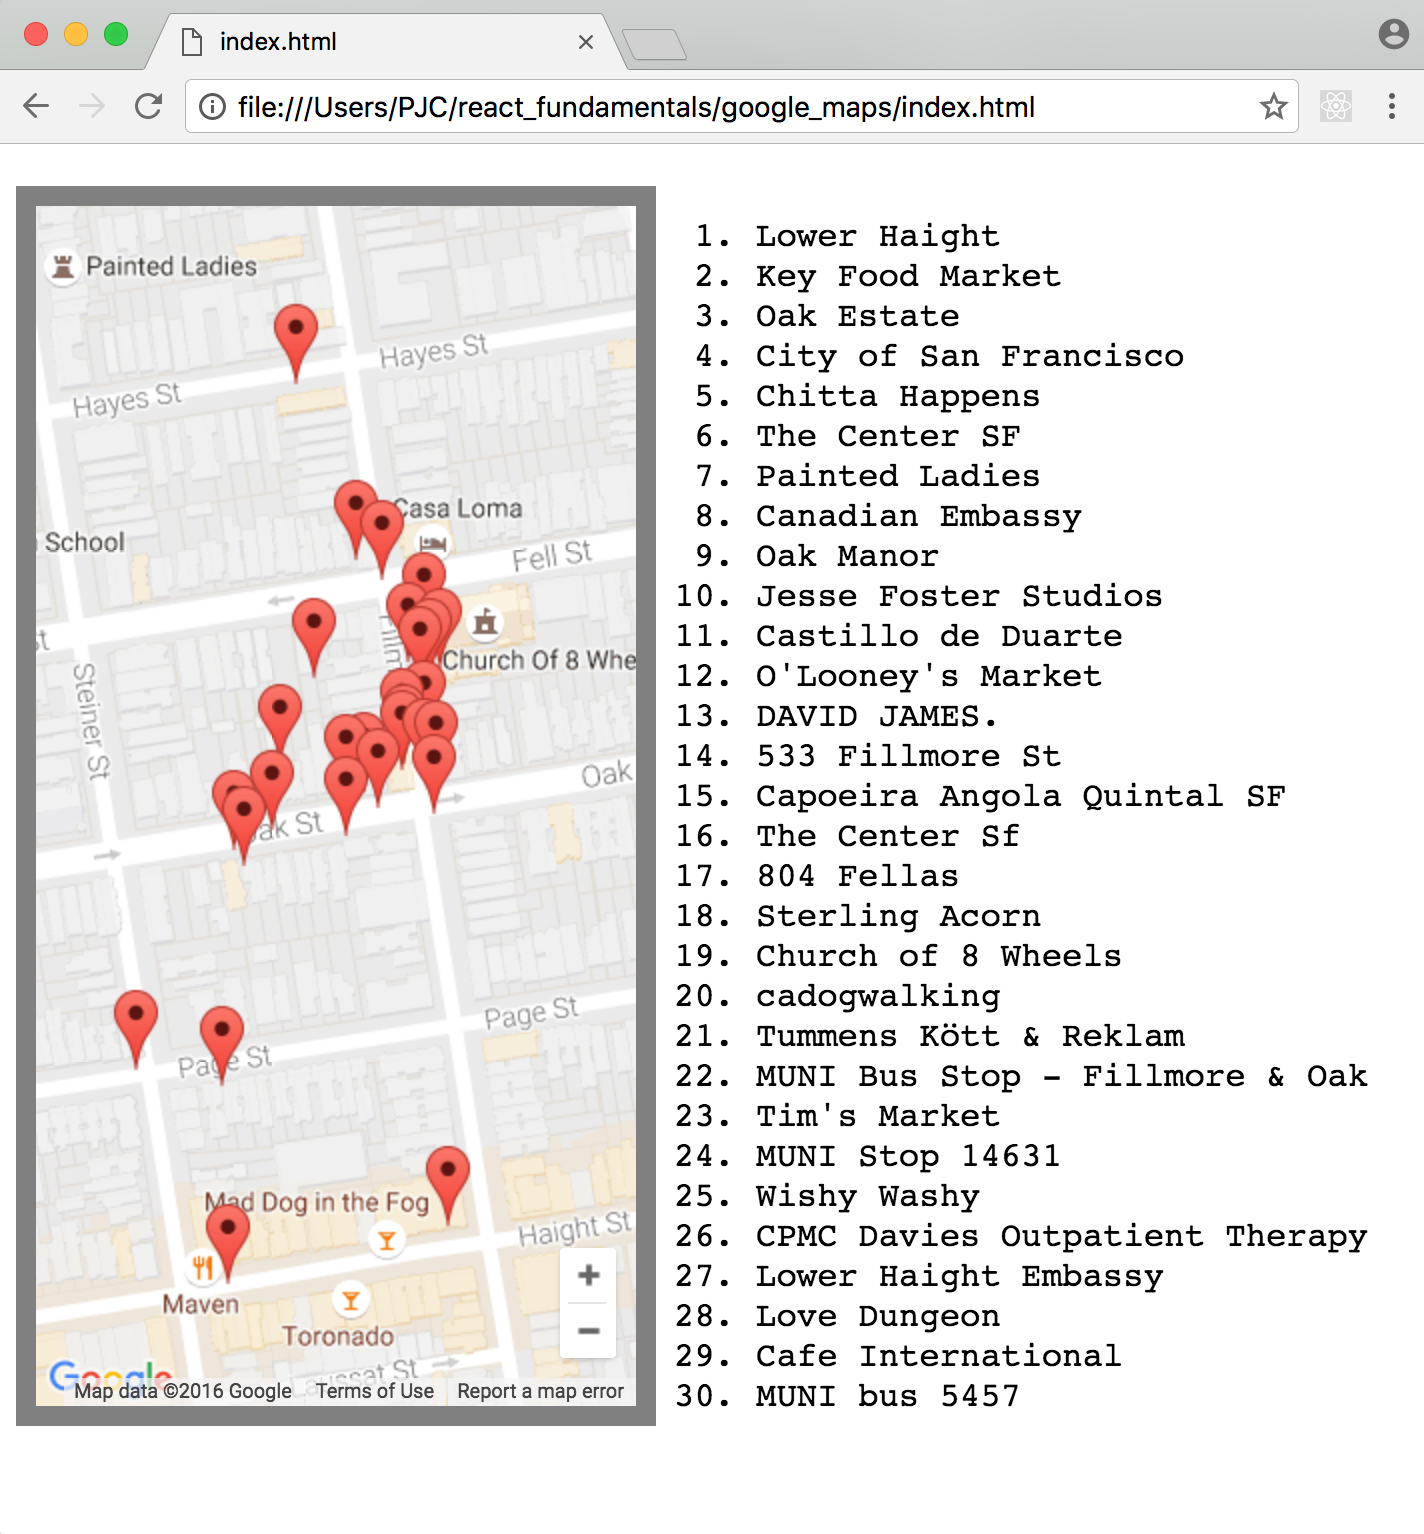 index.html
file:///Users/PJC/react_fundamentals/google_maps/index.html
Painted Ladies
Hayes St
Hayes St
Casa Loma
School
Fell St
Church Of 8 Whe
Steiner St
Oak
Page St
Page St
Mad Dog in the Fog
Haight St
Maven
Toronado
Google
Map data ©2016 Google
Terms of Use
Report a map error
1. Lower Haight
2. Key Food Market
3. Oak Estate
4. City of San Francisco
5. Chitta Happens
6. The Center SF
7. Painted Ladies
8. Canadian Embassy
9. Oak Manor
10. Jesse Foster Studios
11. Castillo de Duarte
12. O'Looney's Market
13. DAVID JAMES.
14. 533 Fillmore St
15. Capoeira Angola Quintal SF
16. The Center Sf
17. 804 Fellas
18. Sterling Acorn
19. Church of 8 Wheels
20. cadogwalking
21. Tummens Kött & Reklam
22. MUNI Bus Stop - Fillmore & Oak
23. Tim's Market
24. MUNI Stop 14631
25. Wishy Washy
26. CPMC Davies Outpatient Therapy
27. Lower Haight Embassy
28. Love Dungeon
29. Cafe International
30. MUNI bus 5457